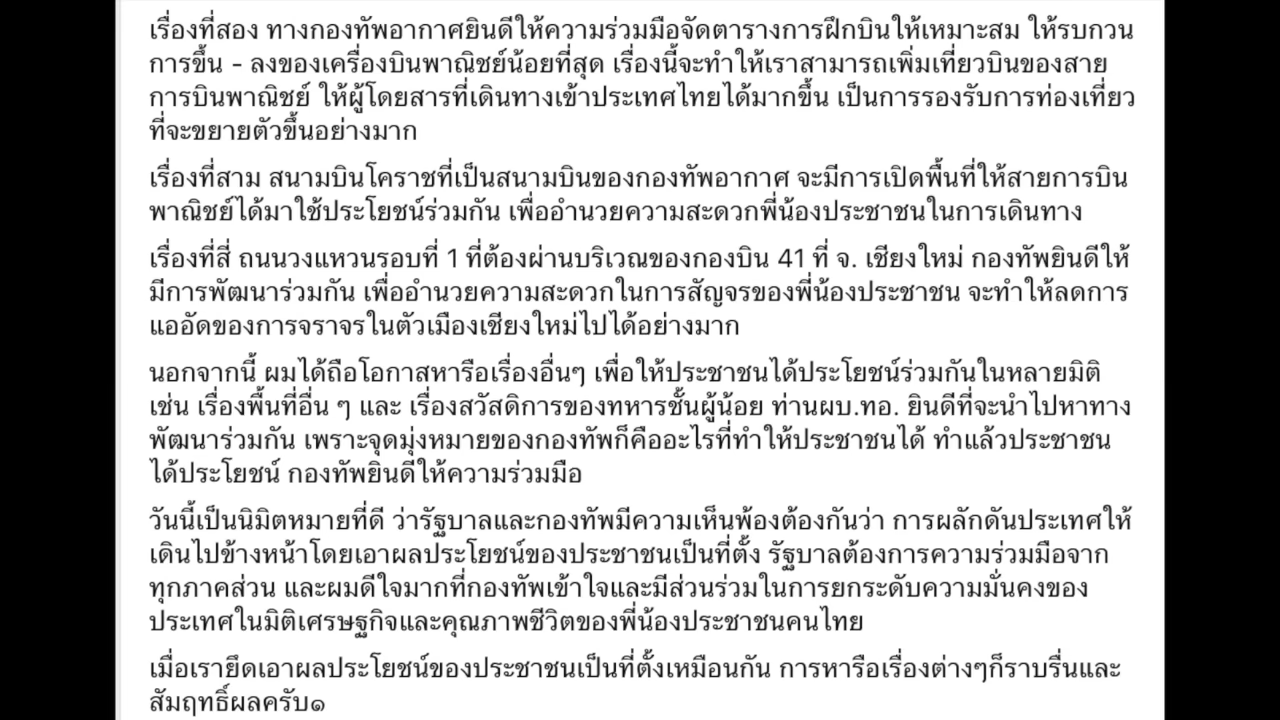 เรื่องที่สอง ทางกองทัพอากาศยินดีให้ความร่วมมือจัดตารางการฝึกบินให้เหมาะสม ให้รบกวน
การขึ้น - ลงของเครื่องบินพาณิชย์น้อยที่สุด เรื่องนี้จะทำให้เราสามารถเพิ่มเที่ยวบินของสาย
การบินพาณิชย์ ให้ผู้โดยสารที่เดินทางเข้าประเทศไทยได้มากขึ้น เป็นการรองรับการท่องเที่ยว
ที่จะขยายตัวขึ้นอย่างมาก
เรื่องที่สาม สนามบินโคราชที่เป็นสนามบินของกองทัพอากาศ จะมีการเปิดพื้นที่ให้สายการบิน
พาณิชย์ได้มาใช้ประโยชน์ร่วมกัน เพื่ออำนวยความสะดวกพี่น้องประชาชนในการเดินทาง
เรื่องที่สี่ ถนนวงแหวนรอบที่ 1 ที่ต้องผ่านบริเวณของกองบิน 41 ที่ จ. เชียงใหม่ กองทัพยินดีให้
มีการพัฒนาร่วมกัน เพื่ออำนวยความสะดวกในการสัญจรของพี่น้องประชาชน จะทำให้ลดการ
แออัดของการจราจรในตัวเมืองเชียงใหม่ไปได้อย่างมาก
นอกจากนี้ ผมได้ถือโอกาสหารือเรื่องอื่นๆ เพื่อให้ประชาชนได้ประโยชน์ร่วมกันในหลายมิติ
เช่น เรื่องพื้นที่อื่น ๆ และ เรื่องสวัสดิการของทหารชั้นผู้น้อย ท่านผบ.ทอ. ยินดีที่จะนำไปหาทาง
พัฒนาร่วมกัน เพราะจุดมุ่งหมายของกองทัพก็คืออะไรที่ทำให้ประชาชนได้ ทำแล้วประชาชน
ได้ประโยชน์ กองทัพยินดีให้ความร่วมมือ
วันนี้เป็นนิมิตหมายที่ดี ว่ารัฐบาลและกองทัพมีความเห็นพ้องต้องกันว่า การผลักดันประเทศให้
เดินไปข้างหน้าโดยเอาผลประโยชน์ของประชาชนเป็นที่ตั้ง รัฐบาลต้องการความร่วมมือจาก
ทุกภาคส่วน และผมดีใจมากที่กองทัพเข้าใจและมีส่วนร่วมในการยกระดับความมั่นคงของ
ประเทศในมิติเศรษฐกิจและคุณภาพชีวิตของพี่น้องประชาชนคนไทย
เมื่อเรายึดเอาผลประโยชน์ของประชาชนเป็นที่ตั้งเหมือนกัน การหารือเรื่องต่างๆก็ราบรื่นและ
สัมฤทธิ์ผลครับ๑